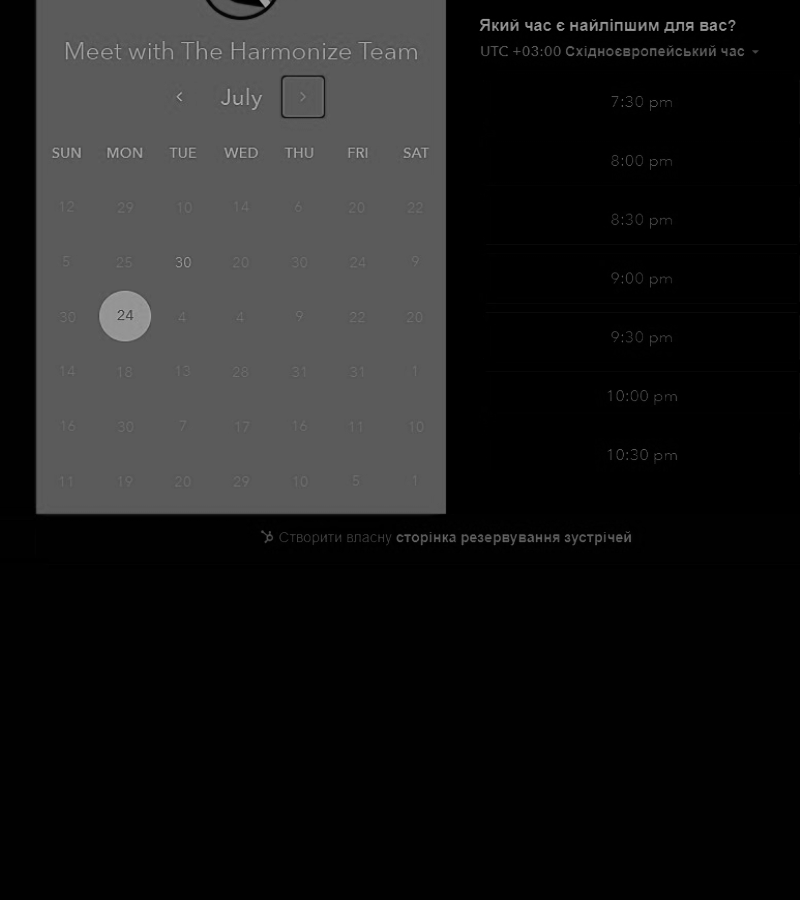 Meet with The Harmonize Team
July
SUN MON TUE WED THU FRI SAT
12 29 10 14 6 20 22
5 25 30 20 30 24 9
30 24 4 4 9 22 20
14 18 13 28 31 31 1
16 30 7 17 16 11 10
11 19 20 29 10 5 1
Який час є найліпшим для вас?
UTC +03:00 Східноєвропейський час
7:30 pm
8:00 pm
8:30 pm
9:00 pm
9:30 pm
10:00 pm
10:30 pm
Створити власну сторінка резервування зустрічей